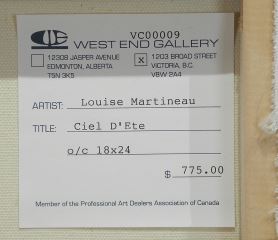 VC00009
WEST END GALLERY
12308 JASPER AVENUE
EDMONTON, ALBERTA
T5N 3K5
X 1203 BROAD STREET
VICTORIA, B.C.
V8W 2A4
ARTIST: Louise Martineau
TITLE: Ciel D'Ete
o/c 18x24
$ 775.00
Member of the Professional Art Dealers Association of Canada